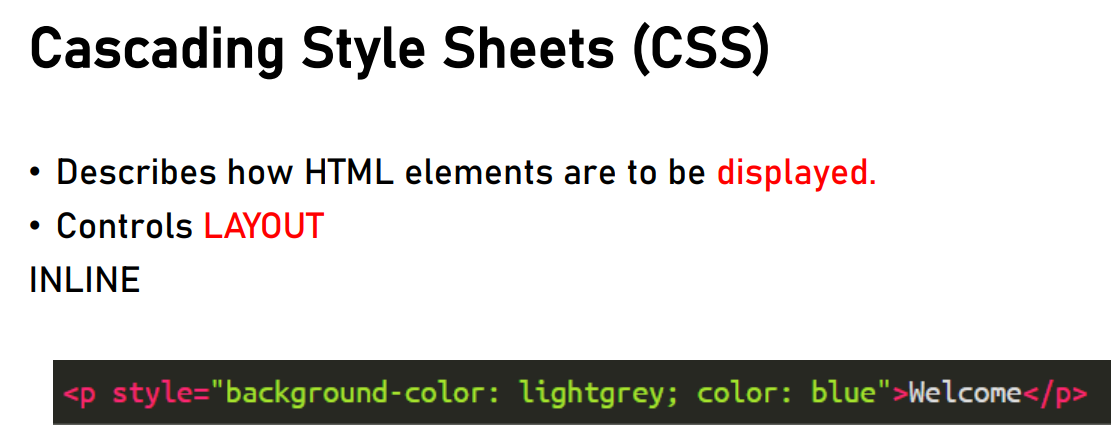 Cascading Style Sheets (CSS)
• Describes how HTML elements are to be displayed.
• Controls LAYOUT
INLINE
<p style="background-color: lightgrey; color: blue">Welcome</p>